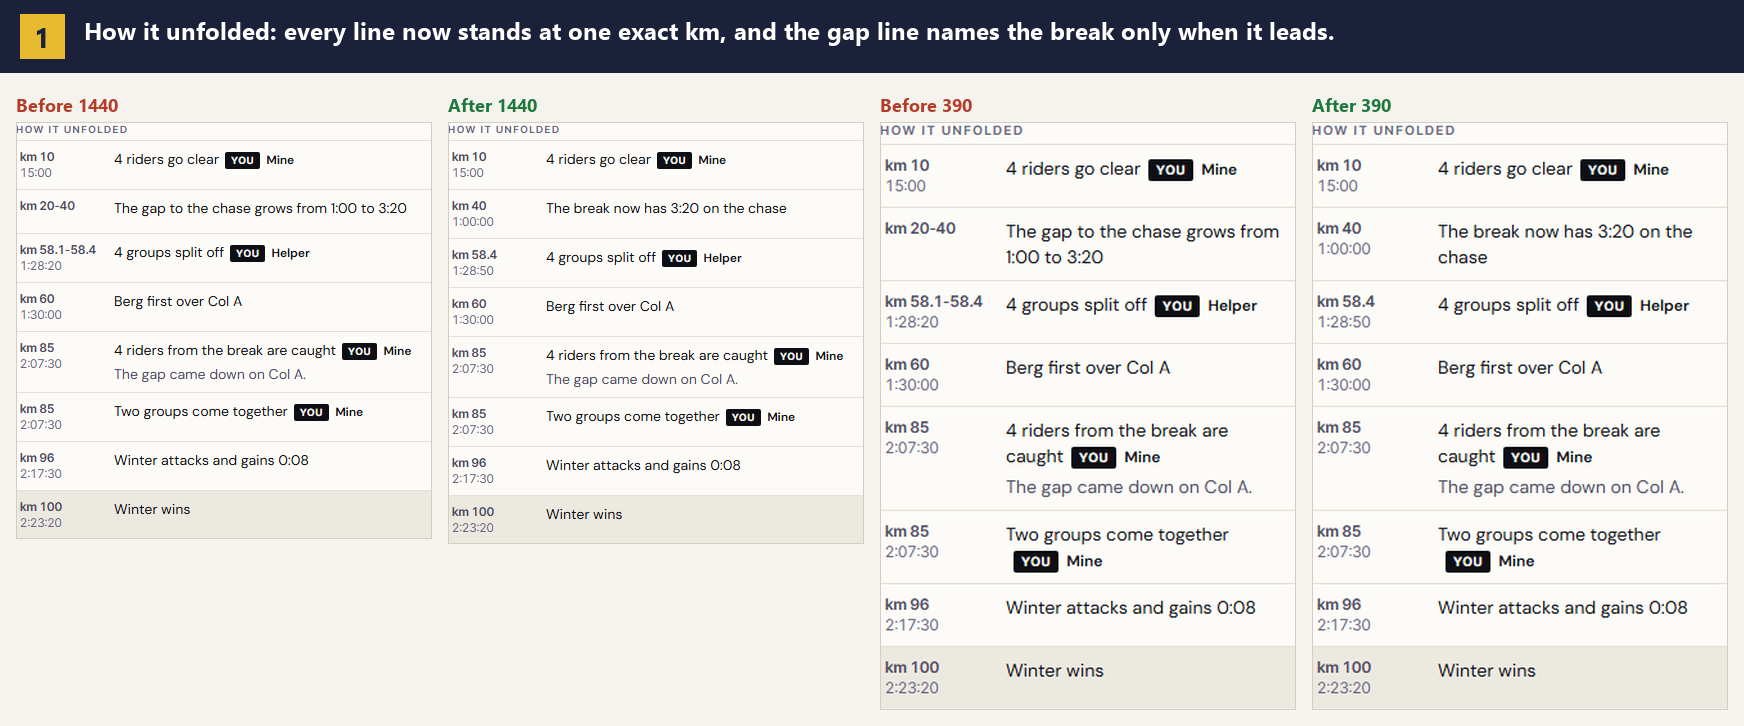 1
How it unfolded: every line now stands at one exact km, and the gap line names the break only when it leads.
Before 1440
HOW IT UNFOLDED
km 10
15:00
4 riders go clear YOU Mine
km 20-40
The gap to the chase grows from 1:00 to 3:20
km 58.1-58.4
1:28:20
4 groups split off YOU Helper
km 60
1:30:00
Berg first over Col A
km 85
2:07:30
4 riders from the break are caught YOU Mine
The gap came down on Col A.
km 85
2:07:30
Two groups come together YOU Mine
km 96
2:17:30
Winter attacks and gains 0:08
km 100
2:23:20
Winter wins
After 1440
HOW IT UNFOLDED
km 10
15:00
4 riders go clear YOU Mine
km 40
1:00:00
The break now has 3:20 on the chase
km 58.4
1:28:50
4 groups split off YOU Helper
km 60
1:30:00
Berg first over Col A
km 85
2:07:30
4 riders from the break are caught YOU Mine
The gap came down on Col A.
km 85
2:07:30
Two groups come together YOU Mine
km 96
2:17:30
Winter attacks and gains 0:08
km 100
2:23:20
Winter wins
Before 390
HOW IT UNFOLDED
km 10
15:00
4 riders go clear YOU Mine
km 20-40
The gap to the chase grows from
1:00 to 3:20
km 58.1-58.4
1:28:20
4 groups split off YOU Helper
km 60
1:30:00
Berg first over Col A
km 85
2:07:30
4 riders from the break are
caught YOU Mine
The gap came down on Col A.
km 85
2:07:30
Two groups come together
YOU Mine
km 96
2:17:30
Winter attacks and gains 0:08
km 100
2:23:20
Winter wins
After 390
HOW IT UNFOLDED
km 10
15:00
4 riders go clear YOU Mine
km 40
1:00:00
The break now has 3:20 on the
chase
km 58.4
1:28:50
4 groups split off YOU Helper
km 60
1:30:00
Berg first over Col A
km 85
2:07:30
4 riders from the break are
caught YOU Mine
The gap came down on Col A.
km 85
2:07:30
Two groups come together
YOU Mine
km 96
2:17:30
Winter attacks and gains 0:08
km 100
2:23:20
Winter wins